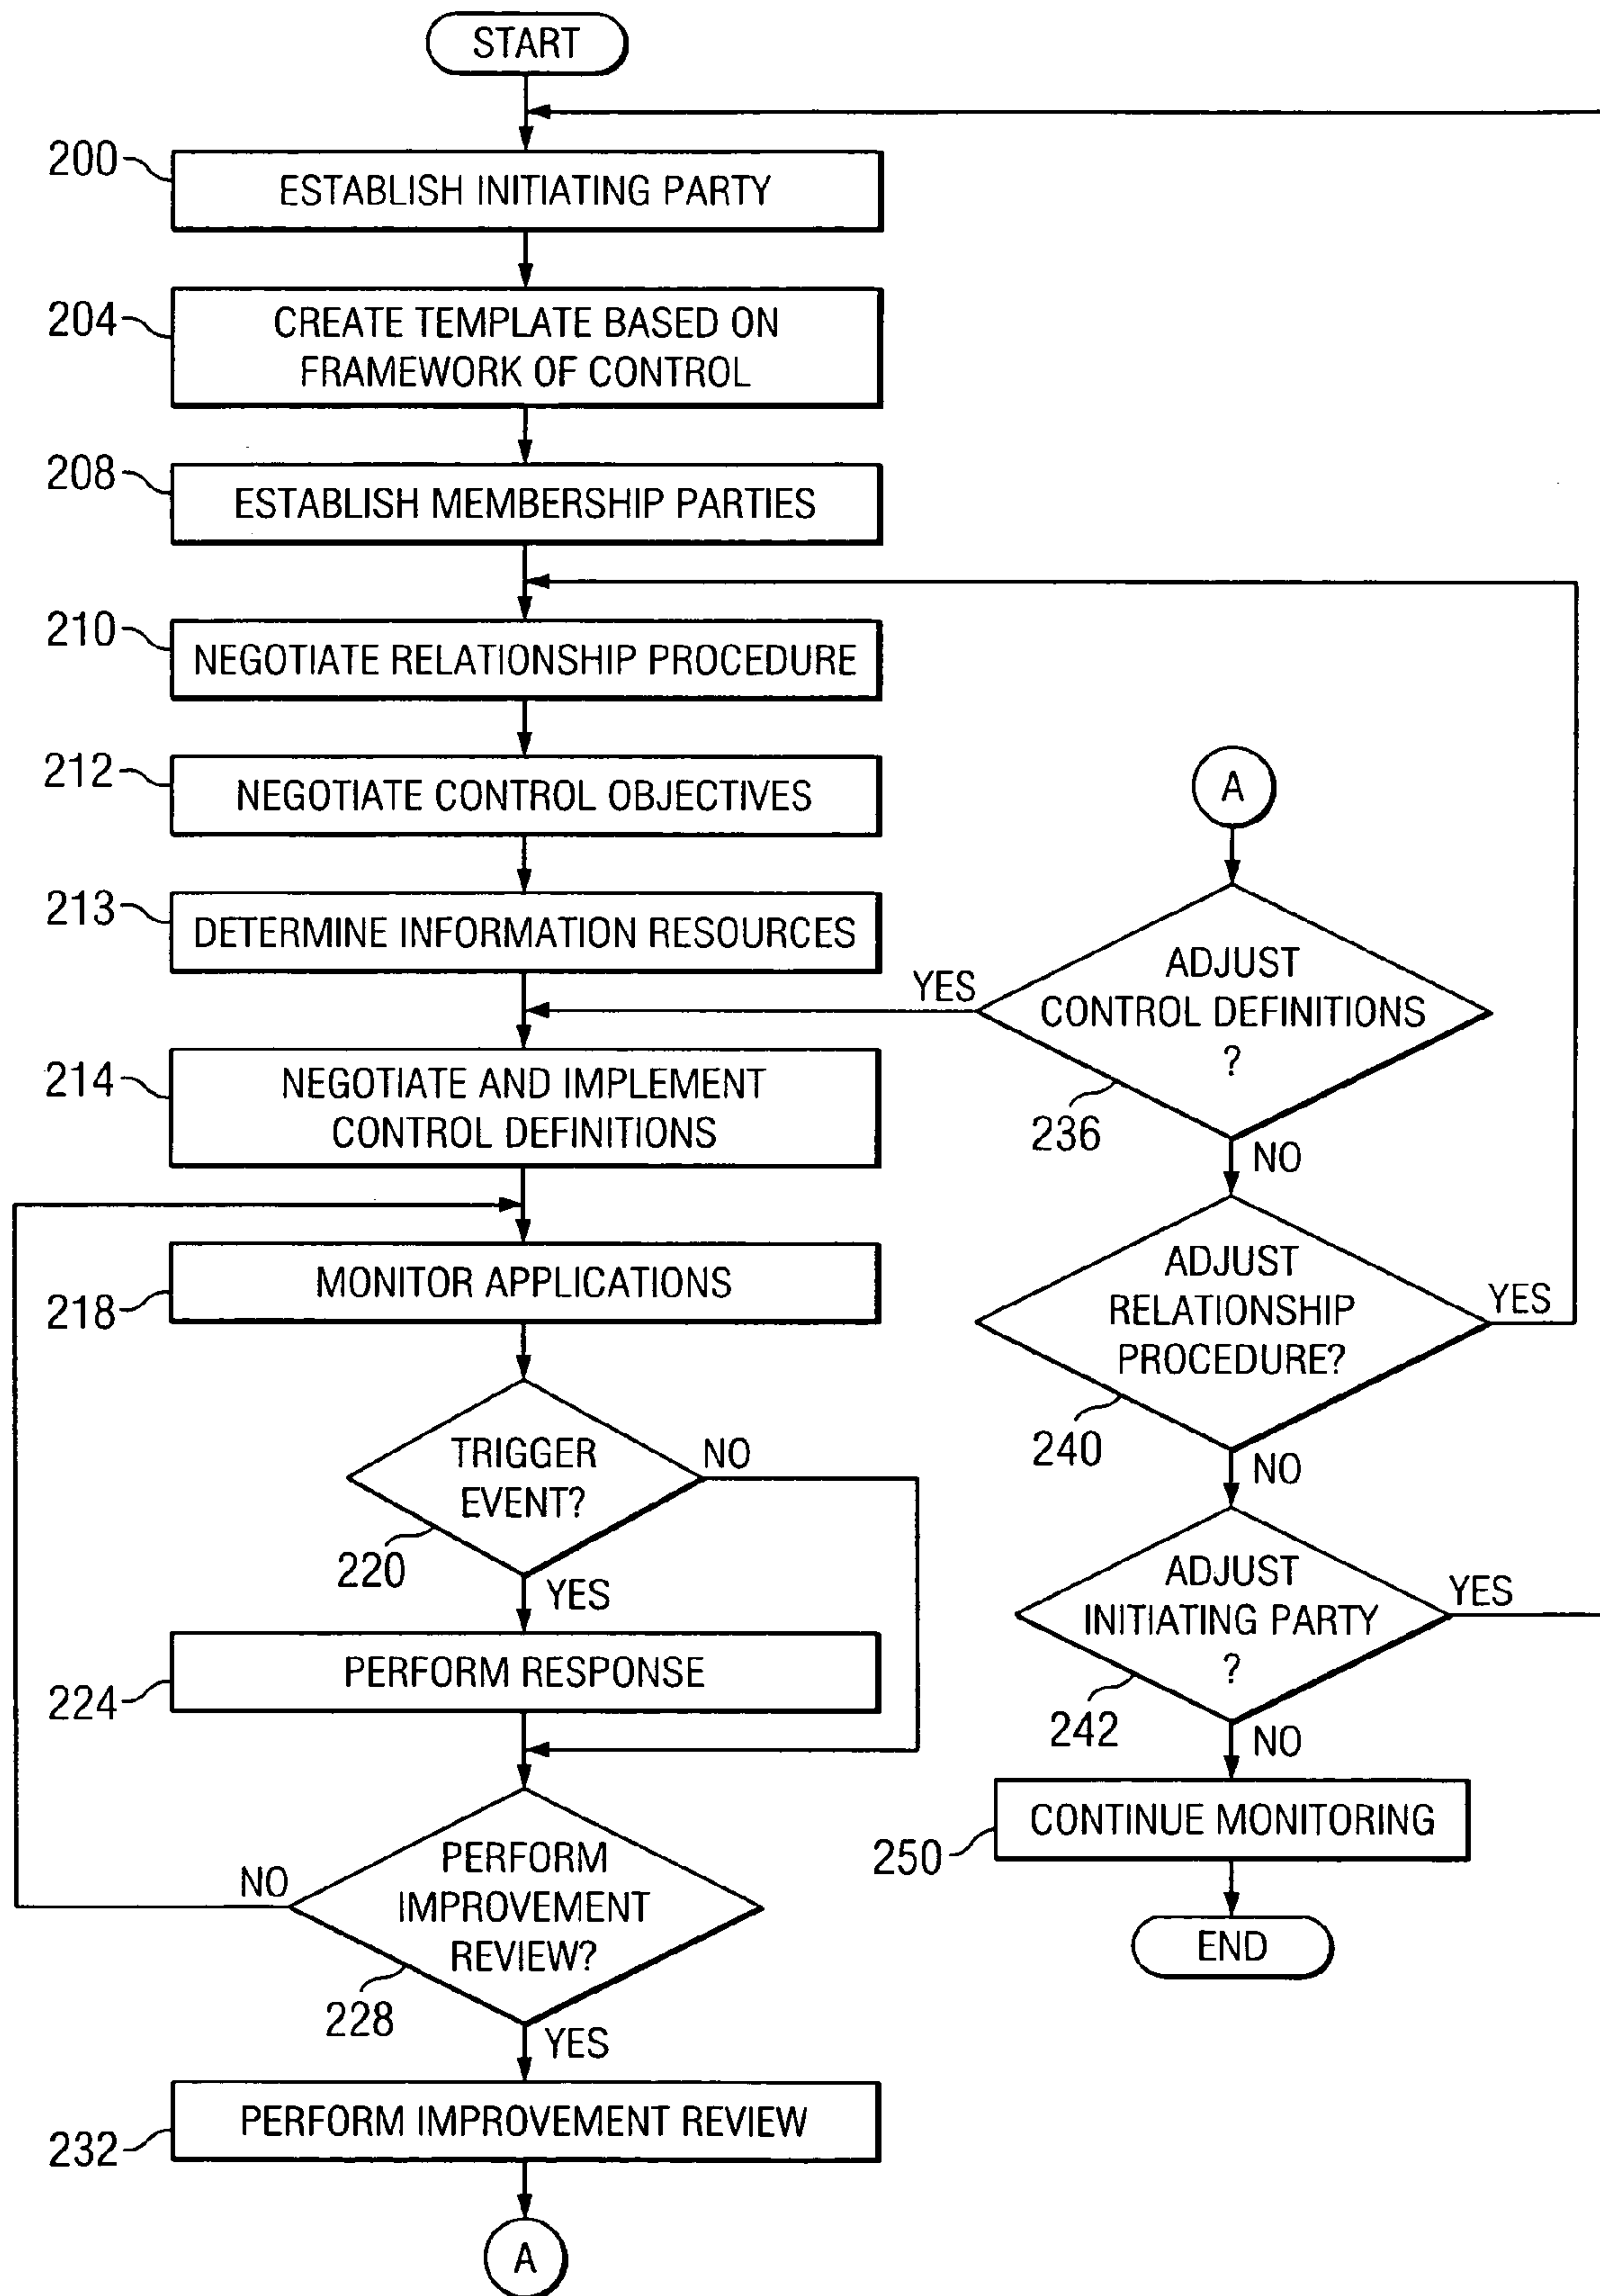 START
200
ESTABLISH INITIATING PARTY
204
CREATE TEMPLATE BASED ON
FRAMEWORK OF CONTROL
208
ESTABLISH MEMBERSHIP PARTIES
210
NEGOTIATE RELATIONSHIP PROCEDURE
212
NEGOTIATE CONTROL OBJECTIVES
213
DETERMINE INFORMATION RESOURCES
214
NEGOTIATE AND IMPLEMENT
CONTROL DEFINITIONS
218
MONITOR APPLICATIONS
TRIGGER
EVENT?
NO
220
YES
224
PERFORM RESPONSE
PERFORM
IMPROVEMENT
REVIEW?
NO
228
YES
232
PERFORM IMPROVEMENT REVIEW
A
A
ADJUST
CONTROL DEFINITIONS
?
YES
236
NO
ADJUST
RELATIONSHIP
PROCEDURE?
YES
240
NO
ADJUST
INITIATING PARTY
?
YES
242
NO
250
CONTINUE MONITORING
END